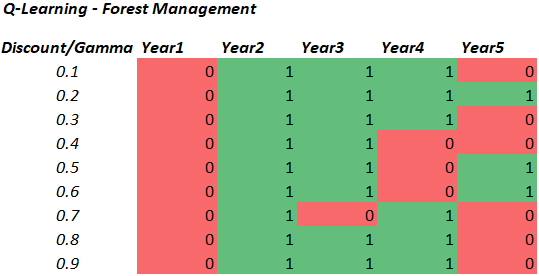 Q-Learning - Forest Management
Discount/Gamma Year1 Year2 Year3 Year4 Year5
0.1 0 1 1 1 0
0.2 0 1 1 1 1
0.3 0 1 1 1 0
0.4 0 1 1 0 0
0.5 0 1 1 0 1
0.6 0 1 1 0 1
0.7 0 1 0 1 0
0.8 0 1 1 1 0
0.9 0 1 1 1 0